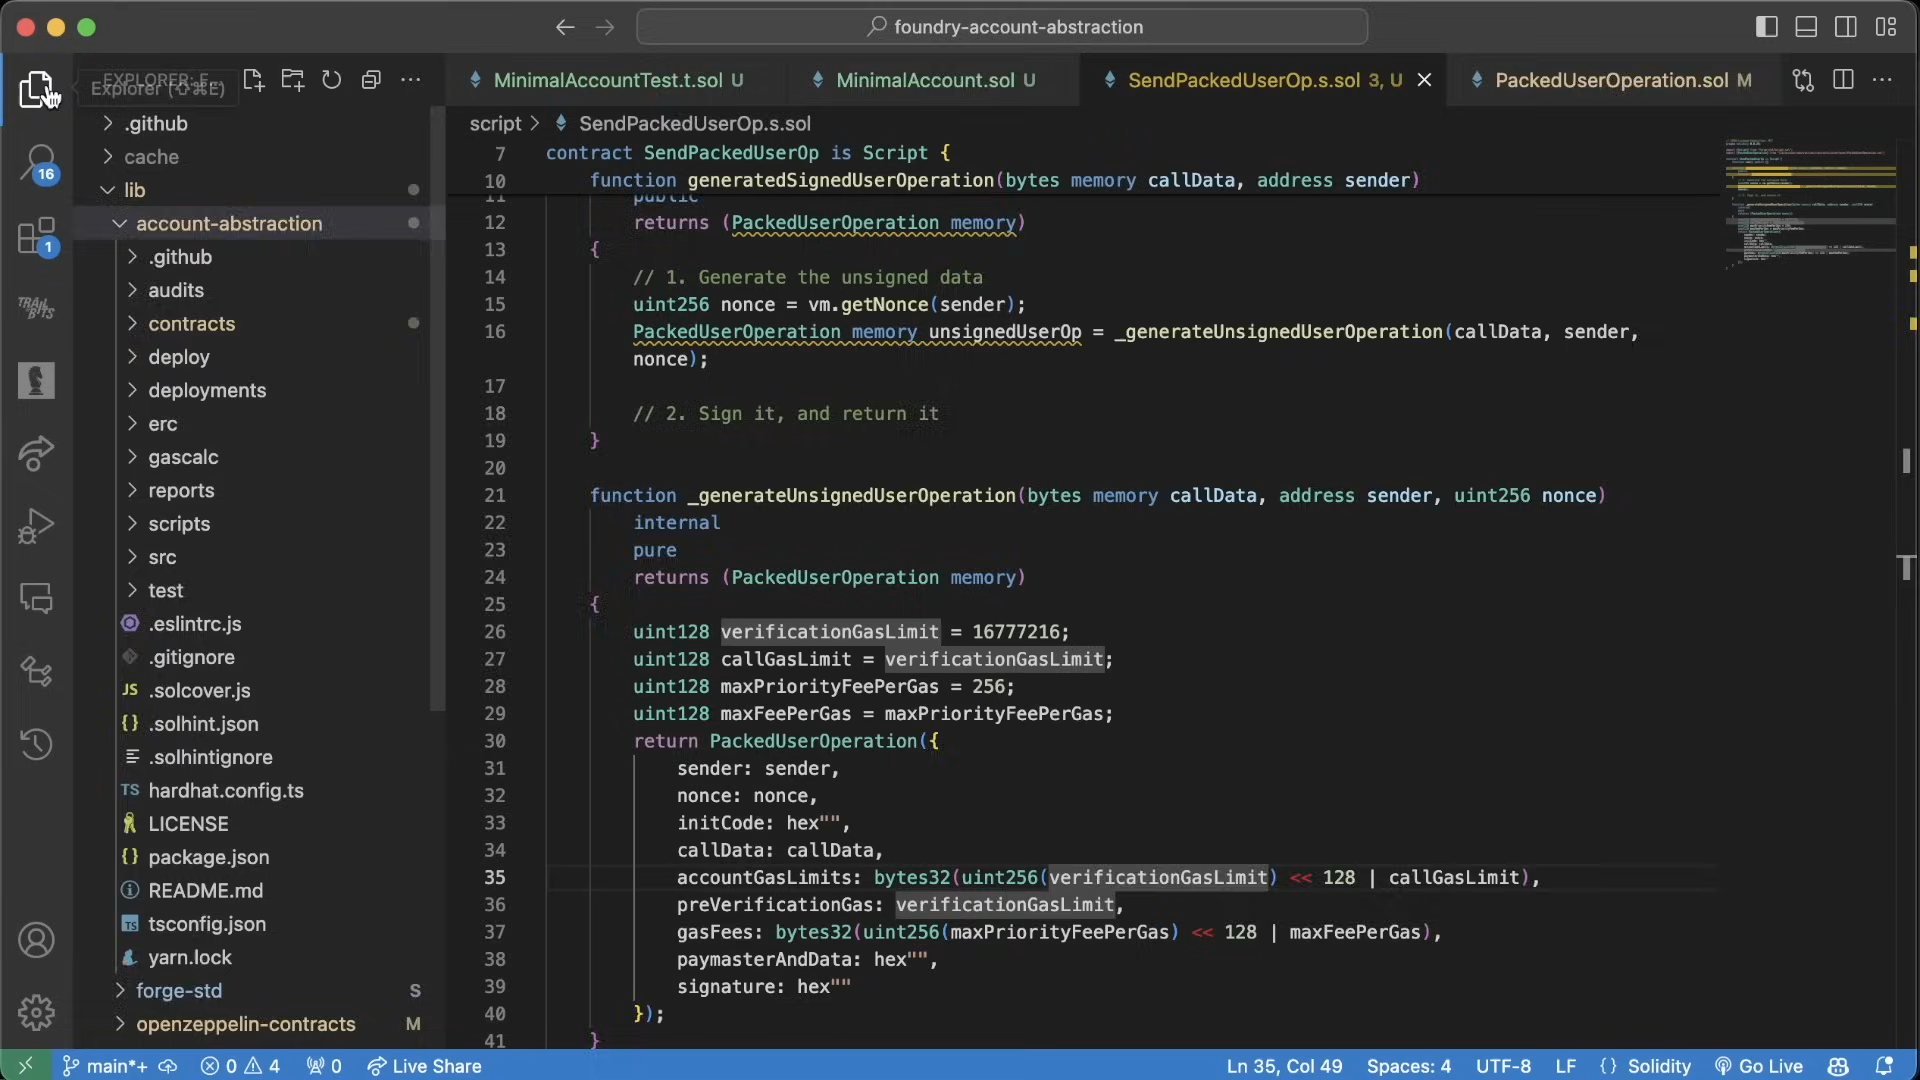 foundry-account-abstraction
EXPLORER: F...
Explorer (⇧⌘E)
MinimalAccountTest.t.sol U
MinimalAccount.sol U
SendPackedUserOp.s.sol 3, U
PackedUserOperation.sol M
script > SendPackedUserOp.s.sol
16
1
TRAIL OF BITS
.github
cache
lib
account-abstraction
.github
audits
contracts
deploy
deployments
erc
gascalc
reports
scripts
src
test
.eslintrc.js
.gitignore
JS .solcover.js
{} .solhint.json
.solhintignore
TS hardhat.config.ts
LICENSE
{} package.json
README.md
TS tsconfig.json
yarn.lock
forge-std S
openzeppelin-contracts M
7 contract SendPackedUserOp is Script {
10 function generatedSignedUserOperation(bytes memory callData, address sender)
11 public
12 returns (PackedUserOperation memory)
13 {
14 // 1. Generate the unsigned data
15 uint256 nonce = vm.getNonce(sender);
16 PackedUserOperation memory unsignedUserOp = _generateUnsignedUserOperation(callData, sender,
nonce);
17
18 // 2. Sign it, and return it
19 }
20
21 function _generateUnsignedUserOperation(bytes memory callData, address sender, uint256 nonce)
22 internal
23 pure
24 returns (PackedUserOperation memory)
25 {
26 uint128 verificationGasLimit = 16777216;
27 uint128 callGasLimit = verificationGasLimit;
28 uint128 maxPriorityFeePerGas = 256;
29 uint128 maxFeePerGas = maxPriorityFeePerGas;
30 return PackedUserOperation({
31 sender: sender,
32 nonce: nonce,
33 initCode: hex"",
34 callData: callData,
35 accountGasLimits: bytes32(uint256(verificationGasLimit) << 128 | callGasLimit),
36 preVerificationGas: verificationGasLimit,
37 gasFees: bytes32(uint256(maxPriorityFeePerGas) << 128 | maxFeePerGas),
38 paymasterAndData: hex"",
39 signature: hex""
40 });
41 }
main*+ 0 4 0 Live Share Ln 35, Col 49 Spaces: 4 UTF-8 LF {} Solidity Go Live